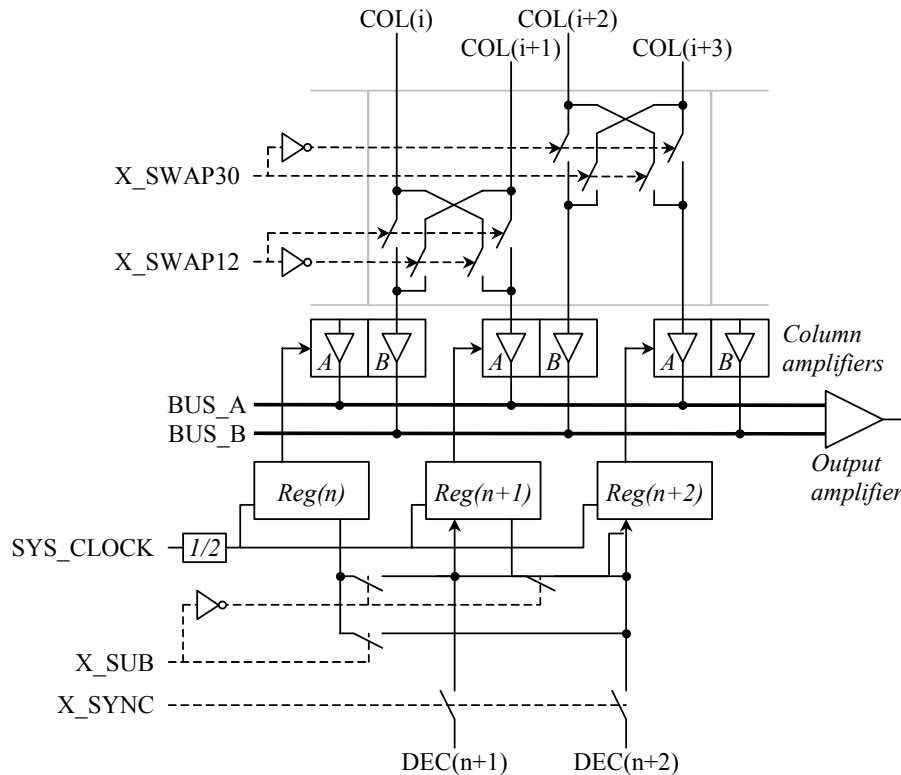 COL(i)
COL(i+2)
COL(i+1)
COL(i+3)
X_SWAP30
X_SWAP12
A
B
A
B
A
B
Column
amplifiers
BUS_A
BUS_B
Output
amplifier
Reg(n)
Reg(n+1)
Reg(n+2)
SYS_CLOCK
1/2
X_SUB
X_SYNC
DEC(n+1)
DEC(n+2)